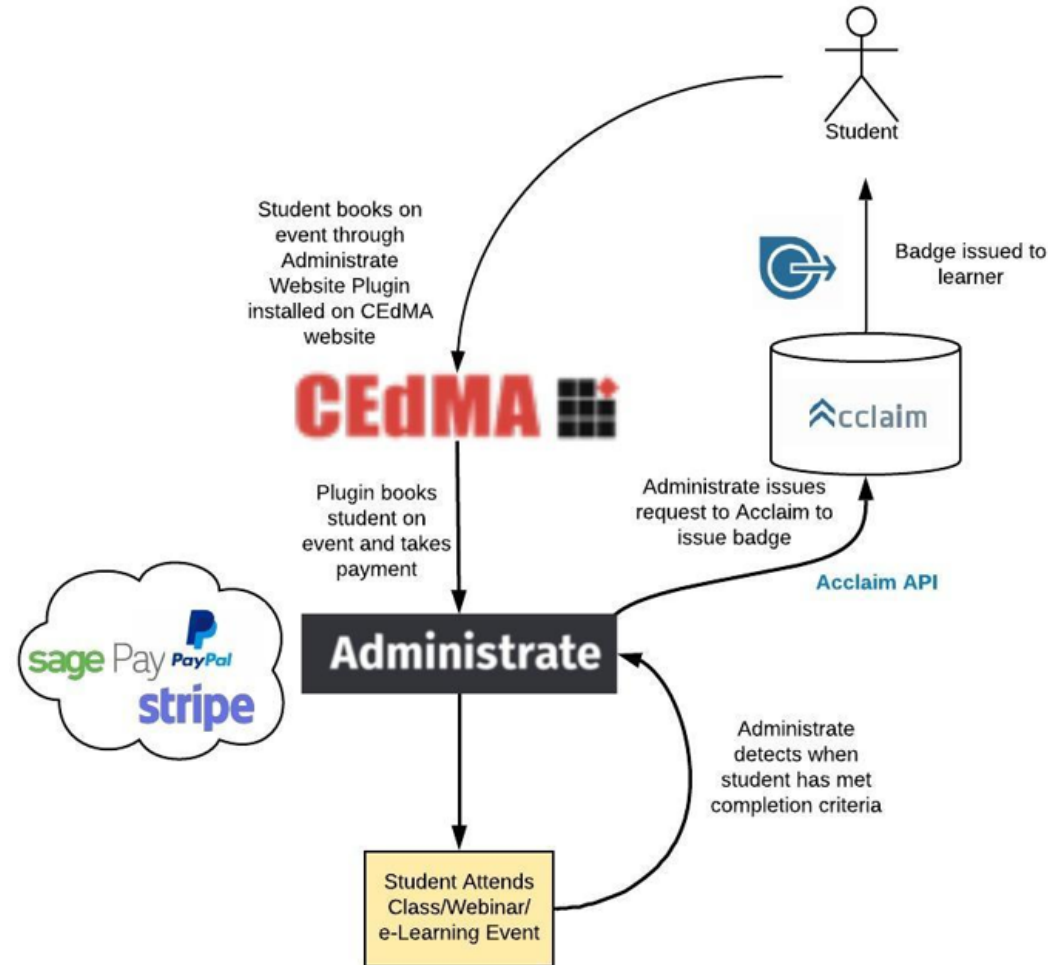 Student
Student books on
event through
Administrate
Website Plugin
installed on CEdMA
website
Badge issued to
learner
CEdMA
cclaim
Plugin books
student on
event and takes
payment
Administrate issues
request to Acclaim to
issue badge
Acclaim API
sage Pay
PayPal
stripe
Administrate
Administrate
detects when
student has met
completion criteria
Student Attends
Class/Webinar/
e-Learning Event